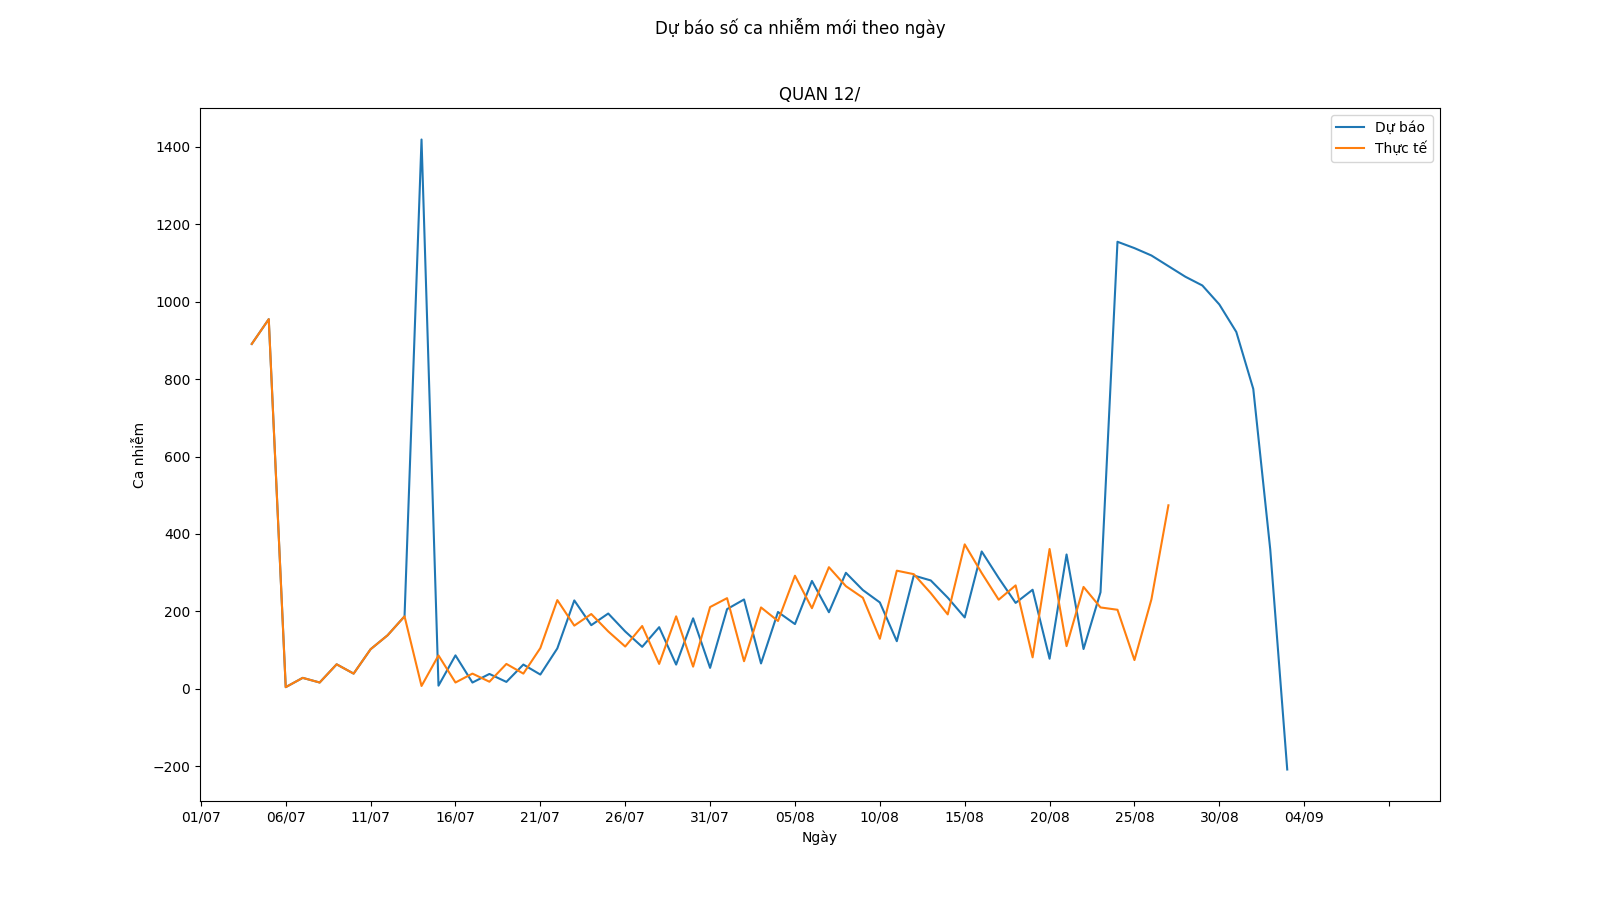 Dự báo số ca nhiễm mới theo ngày
QUAN 12/
Dự báo
Thực tế
1400
1200
1000
800
600
400
200
0
−200
Ca nhiễm
01/07 06/07 11/07 16/07 21/07 26/07 31/07 05/08 10/08 15/08 20/08 25/08 30/08 04/09
Ngày